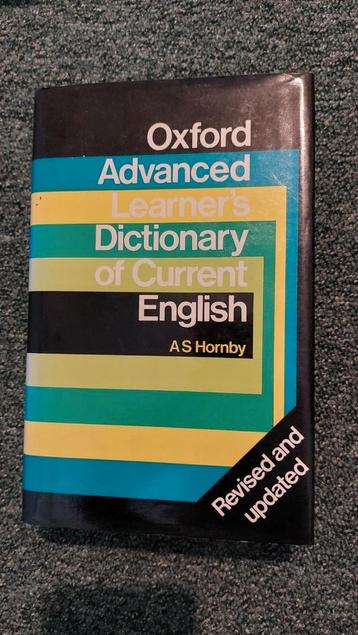 Oxford
Advanced
Learner's
Dictionary
of Current
English
A S Hornby
Revised and
updated